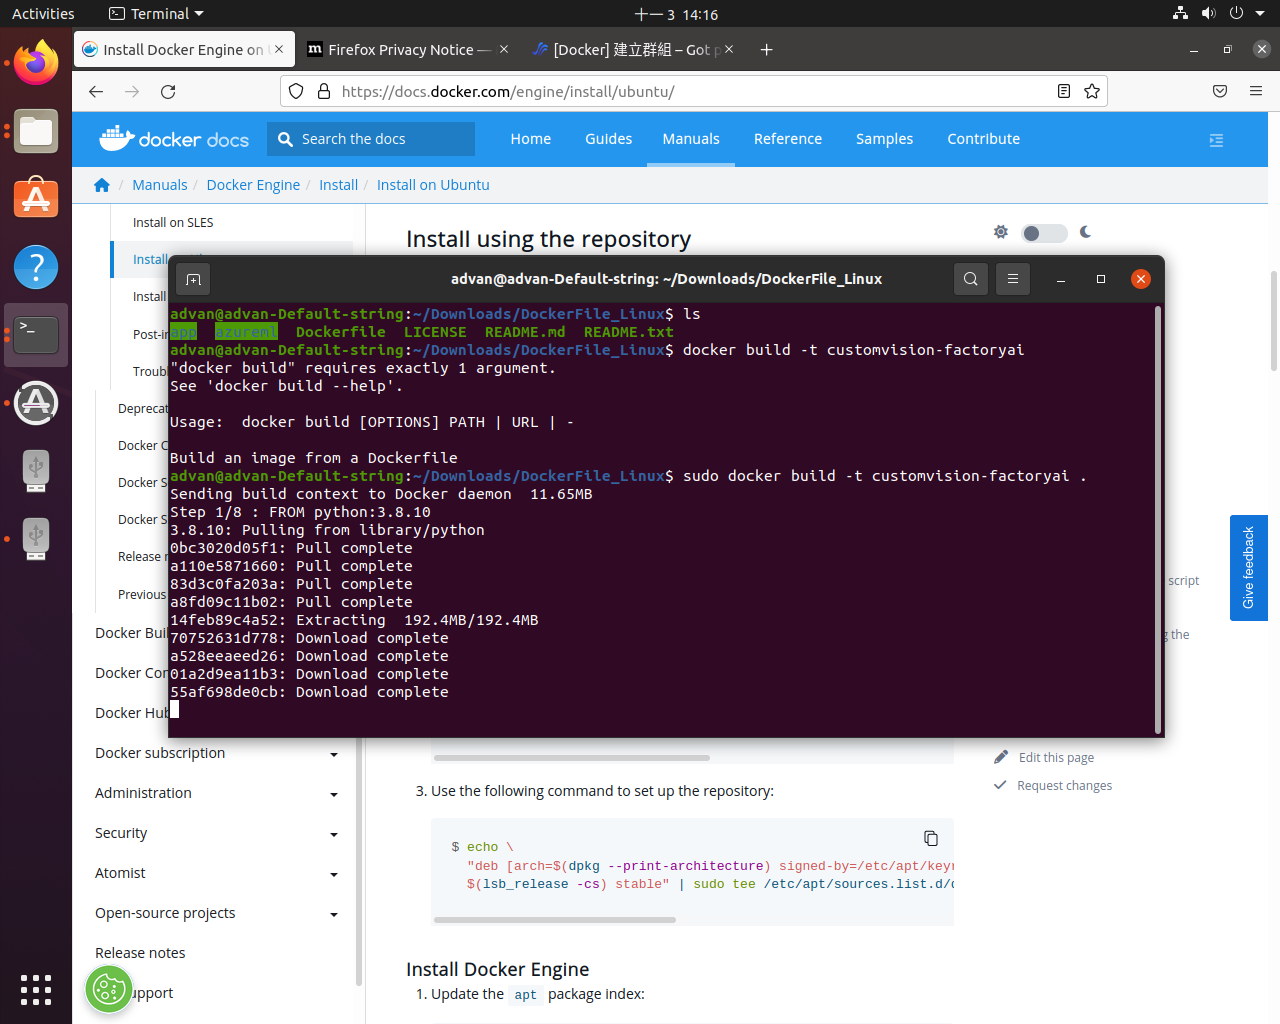 Activities
Terminal
十一 3 14:16
Install Docker Engine on
Firefox Privacy Notice —
[Docker] 建立群組 – Got
https://docs.docker.com/engine/install/ubuntu/
docker docs
Search the docs
Home
Guides
Manuals
Reference
Samples
Contribute
Manuals / Docker Engine / Install / Install on Ubuntu
Install on SLES
Install
Install
Post-in
Troub
Deprecat
Docker C
Docker S
Docker S
Release
Previous
Docker Buil
Docker Con
Docker Hub
Docker subscription
Administration
Security
Atomist
Open-source projects
Release notes
upport
Install using the repository
advan@advan-Default-string: ~/Downloads/DockerFile_Linux
advan@advan-Default-string:~/Downloads/DockerFile_Linux$ ls
app azureml Dockerfile LICENSE README.md README.txt
advan@advan-Default-string:~/Downloads/DockerFile_Linux$ docker build -t customvision-factoryai
"docker build" requires exactly 1 argument.
See 'docker build --help'.
Usage:  docker build [OPTIONS] PATH | URL | -
Build an image from a Dockerfile
advan@advan-Default-string:~/Downloads/DockerFile_Linux$ sudo docker build -t customvision-factoryai .
Sending build context to Docker daemon  11.65MB
Step 1/8 : FROM python:3.8.10
3.8.10: Pulling from library/python
0bc3020d05f1: Pull complete
a110e5871660: Pull complete
83d3c0fa203a: Pull complete
a8fd09c11b02: Pull complete
14feb89c4a52: Extracting  192.4MB/192.4MB
70752631d778: Download complete
a528eeaeed26: Download complete
01a2d9ea11b3: Download complete
55af698de0cb: Download complete
script
the
Give feedback
Edit this page
Request changes
3. Use the following command to set up the repository:
$ echo \
"deb [arch=$(dpkg --print-architecture) signed-by=/etc/apt/keyr
$(lsb_release -cs) stable" | sudo tee /etc/apt/sources.list.d/
Install Docker Engine
1. Update the apt package index: